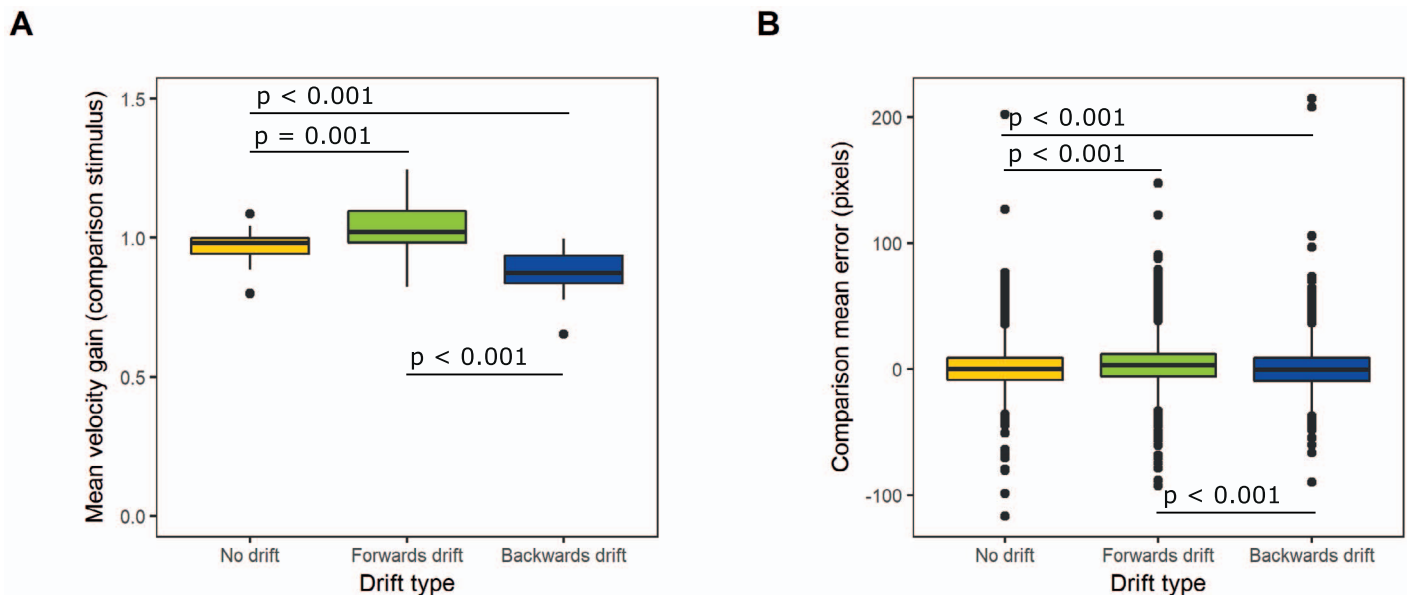 A
Mean velocity gain (comparison stimulus)
1.5
1.0
0.5
0.0
p < 0.001
p = 0.001
p < 0.001
No drift
Forwards drift
Backwards drift
Drift type
B
Comparison mean error (pixels)
200
100
0
-100
p < 0.001
p < 0.001
p < 0.001
No drift
Forwards drift
Backwards drift
Drift type